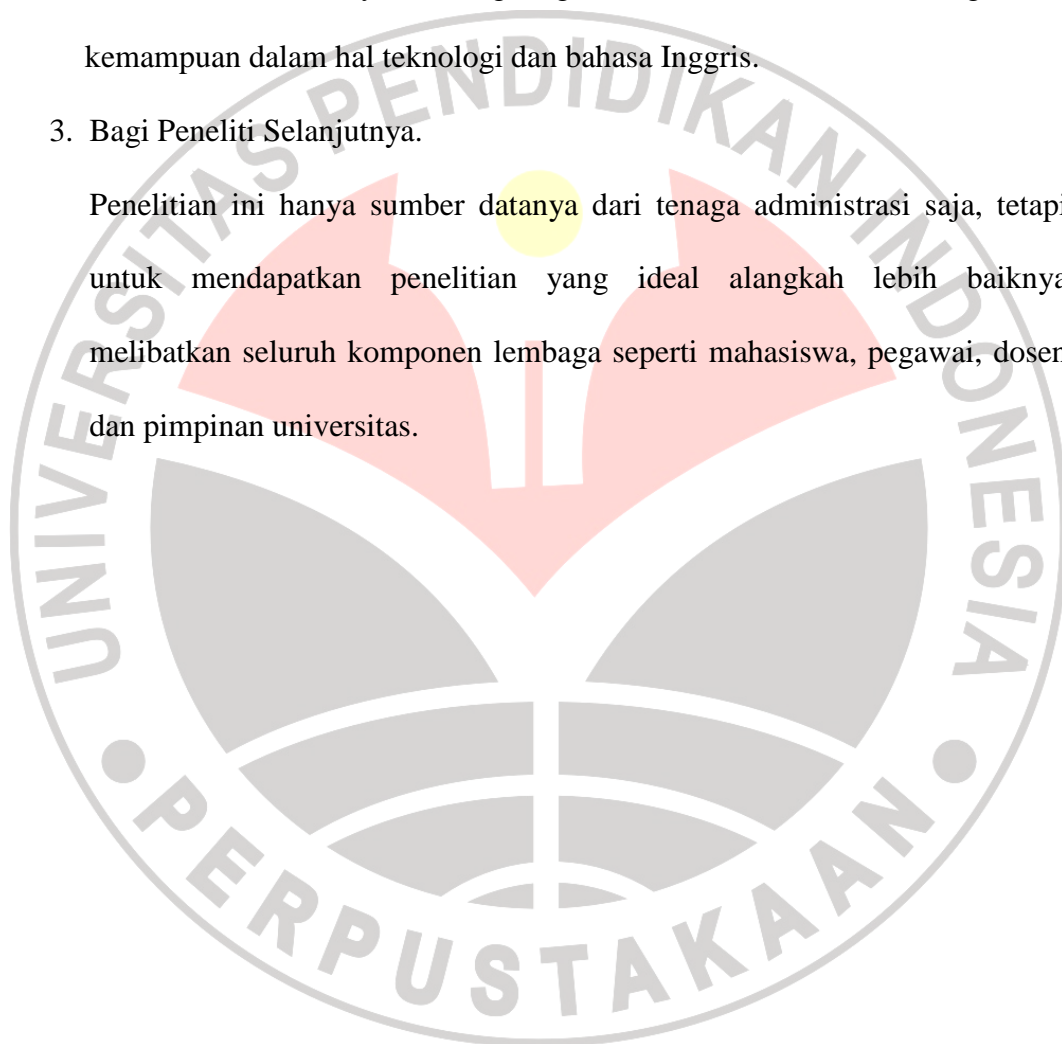 kemampuan dalam hal teknologi dan bahasa Inggris.
3. Bagi Peneliti Selanjutnya.
Penelitian ini hanya sumber datanya dari tenaga administrasi saja, tetapi
untuk mendapatkan penelitian yang ideal alangkah lebih baiknya
melibatkan seluruh komponen lembaga seperti mahasiswa, pegawai, dosen
dan pimpinan universitas.
UNIVERSITAS PENDIDIKAN INDONESIA
PERPUSTAKAAN